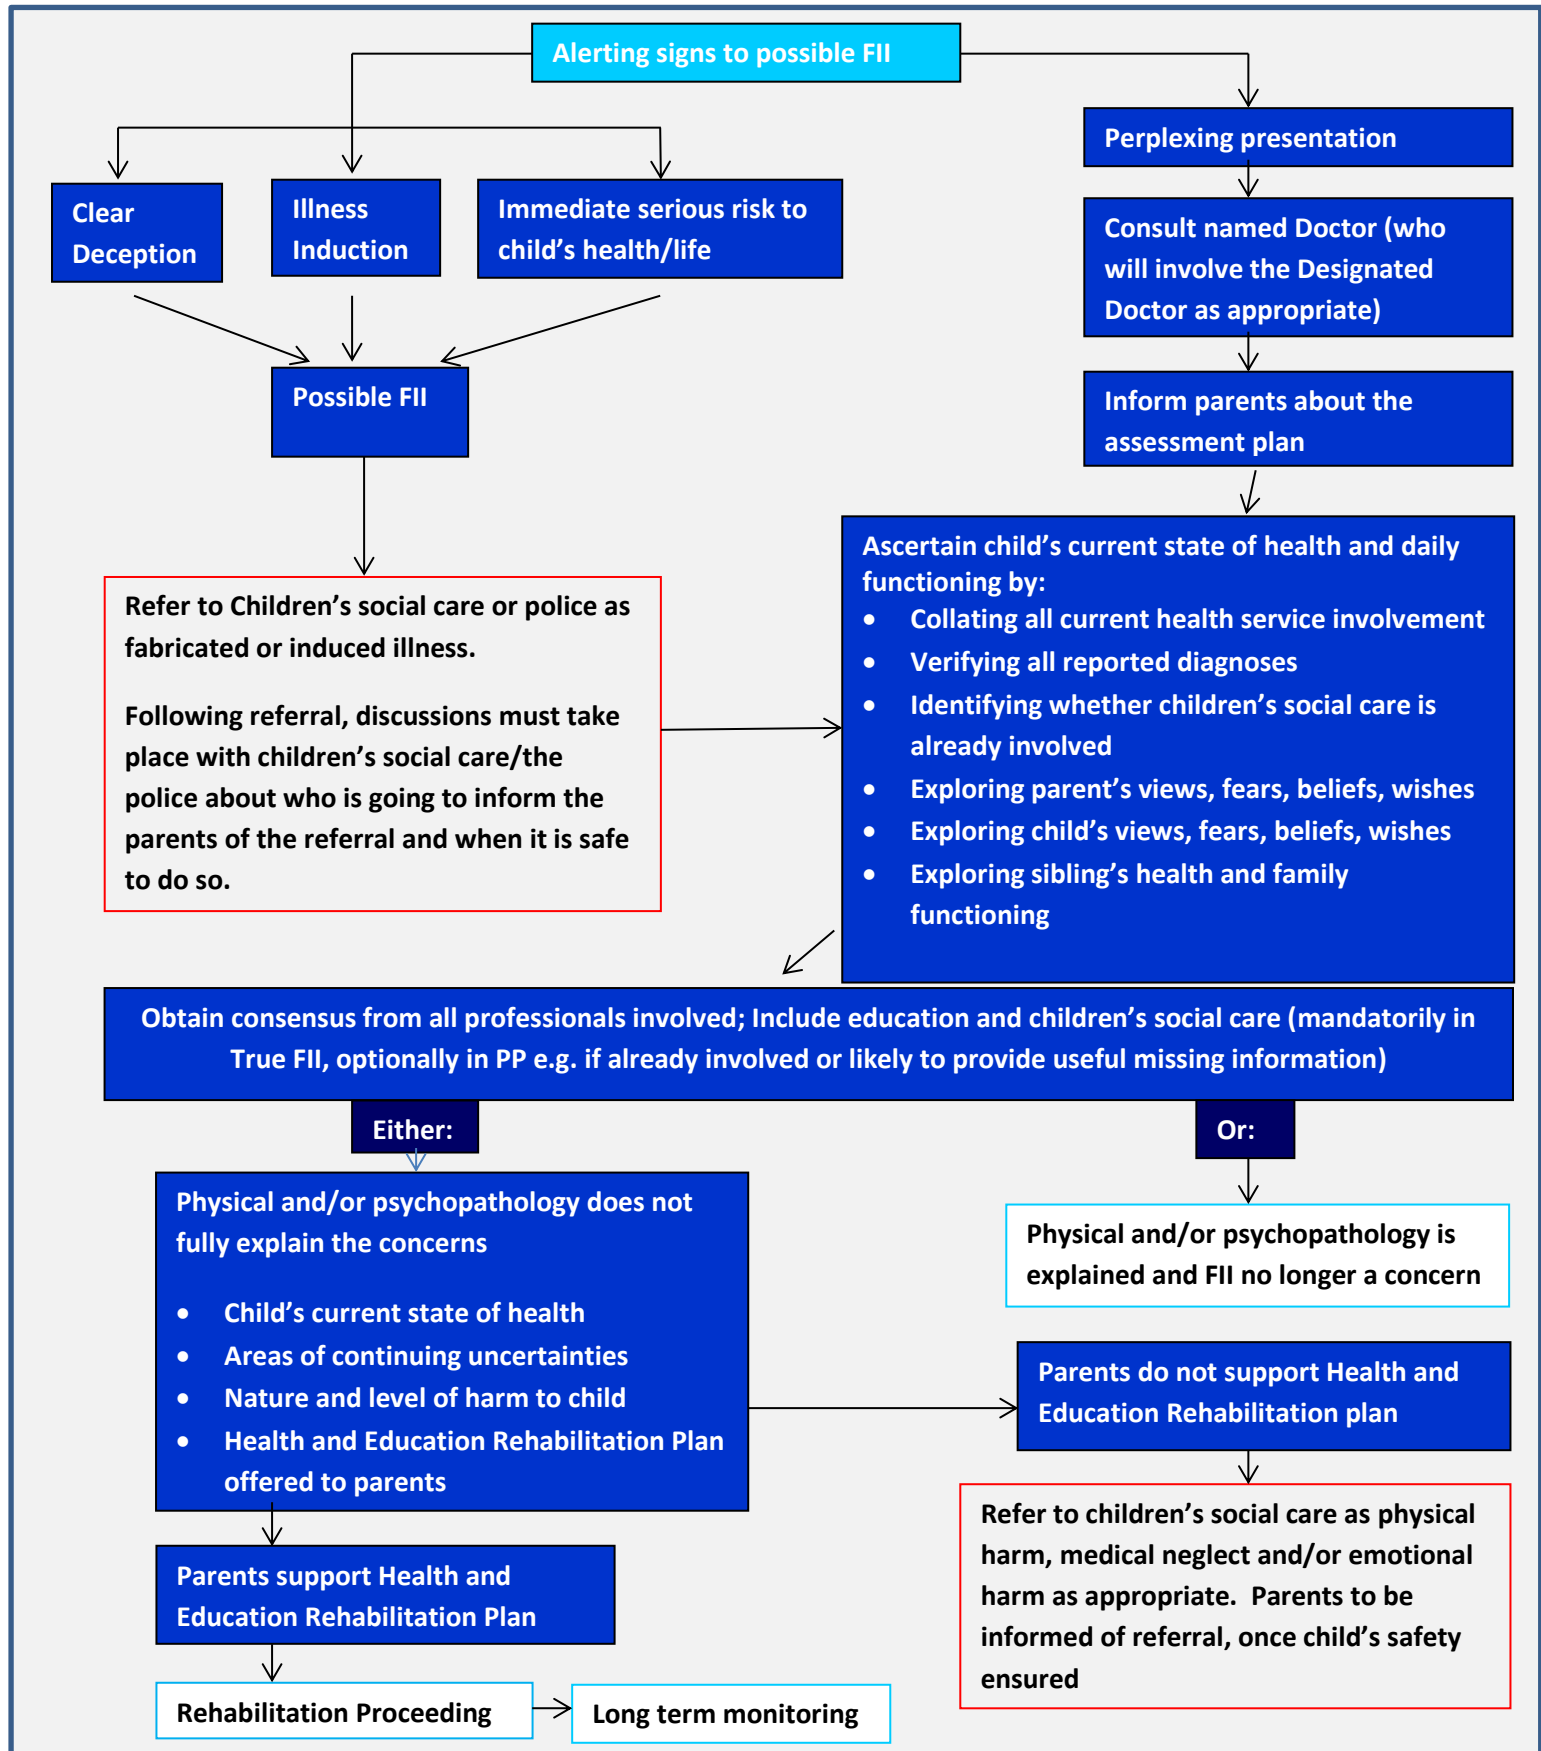 Alerting signs to possible FII
Perplexing presentation
Clear
Deception
Illness
Induction
Immediate serious risk to
child’s health/life
Consult named Doctor (who
will involve the Designated
Doctor as appropriate)
Possible FII
Inform parents about the
assessment plan
Refer to Children’s social care or police as
fabricated or induced illness.
Following referral, discussions must take
place with children’s social care/the
police about who is going to inform the
parents of the referral and when it is safe
to do so.
Ascertain child’s current state of health and daily
functioning by:
• Collating all current health service involvement
• Verifying all reported diagnoses
• Identifying whether children’s social care is
already involved
• Exploring parent’s views, fears, beliefs, wishes
• Exploring child’s views, fears, beliefs, wishes
• Exploring sibling’s health and family
functioning
Obtain consensus from all professionals involved; Include education and children’s social care (mandatorily in
True FII, optionally in PP e.g. if already involved or likely to provide useful missing information)
Either:
Or:
Physical and/or psychopathology does not
fully explain the concerns
• Child’s current state of health
• Areas of continuing uncertainties
• Nature and level of harm to child
• Health and Education Rehabilitation Plan
offered to parents
Physical and/or psychopathology is
explained and FII no longer a concern
Parents do not support Health and
Education Rehabilitation plan
Refer to children’s social care as physical
harm, medical neglect and/or emotional
harm as appropriate.  Parents to be
informed of referral, once child’s safety
ensured
Parents support Health and
Education Rehabilitation Plan
Rehabilitation Proceeding
Long term monitoring